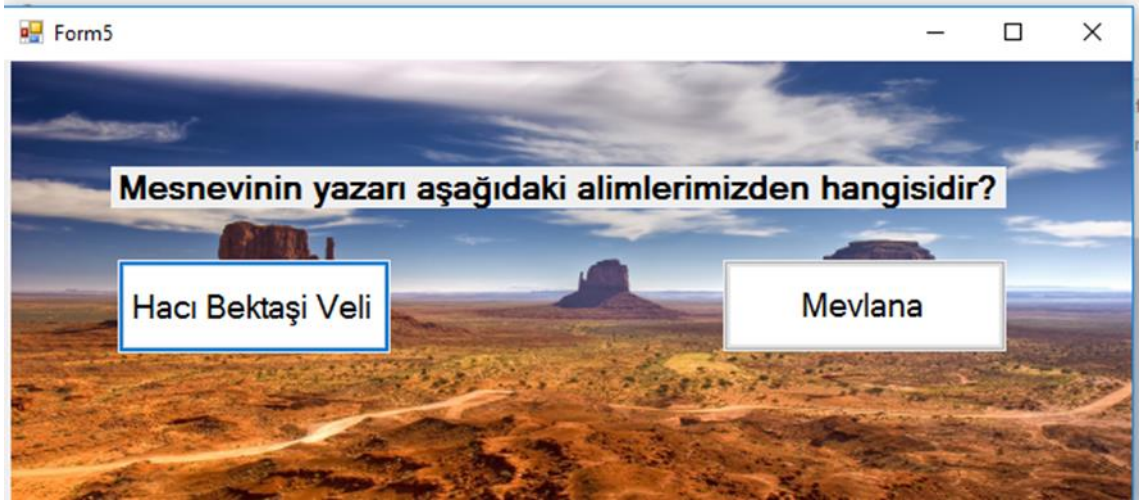 Form5
Mesnevinin yazarı aşağıdaki alimlerimizden hangisidir?
Hacı Bektaşi Veli
Mevlana